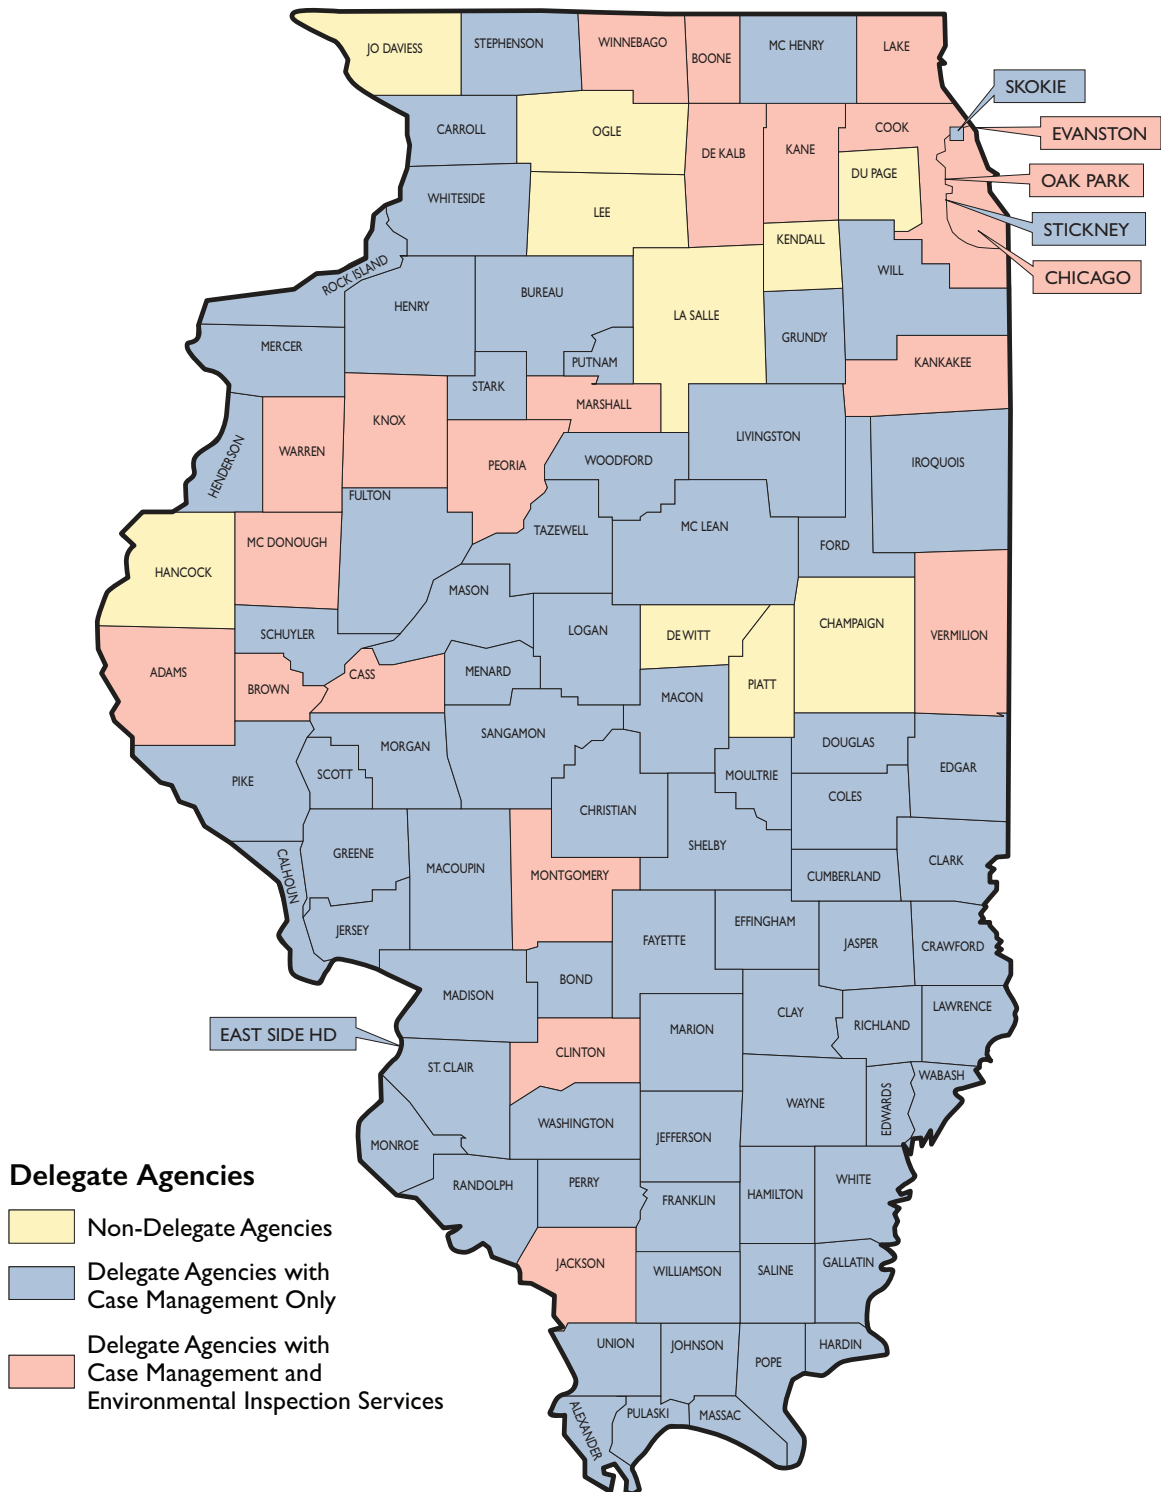 JO DAVIESS
STEPHENSON
WINNEBAGO
BOONE
MC HENRY
LAKE
SKOKIE
CARROLL
OGLE
DE KALB
KANE
COOK
EVANSTON
DU PAGE
OAK PARK
WHITESIDE
LEE
STICKNEY
KENDALL
CHICAGO
ROCK ISLAND
WILL
HENRY
BUREAU
LA SALLE
GRUNDY
MERCER
PUTNAM
KANKAKEE
STARK
MARSHALL
KNOX
HENDERSON
WARREN
PEORIA
WOODFORD
LIVINGSTON
IROQUOIS
FULTON
TAZEWELL
MC LEAN
FORD
MC DONOUGH
HANCOCK
MASON
SCHUYLER
LOGAN
DE WITT
CHAMPAIGN
VERMILION
ADAMS
BROWN
CASS
MENARD
PIATT
MACON
SANGAMON
MORGAN
DOUGLAS
EDGAR
PIKE
SCOTT
MOULTRIE
COLES
CHRISTIAN
SHELBY
CALHOUN
GREENE
MACOUPIN
MONTGOMERY
CUMBERLAND
CLARK
JERSEY
FAYETTE
EFFINGHAM
JASPER
CRAWFORD
BOND
MADISON
CLAY
RICHLAND
LAWRENCE
EAST SIDE HD
MARION
CLINTON
ST. CLAIR
WAYNE
EDWARDS
WABASH
WASHINGTON
JEFFERSON
MONROE
RANDOLPH
PERRY
FRANKLIN
HAMILTON
WHITE
JACKSON
WILLIAMSON
SALINE
GALLATIN
UNION
JOHNSON
POPE
HARDIN
ALEXANDER
PULASKI
MASSAC
Delegate Agencies
Non-Delegate Agencies
Delegate Agencies with
Case Management Only
Delegate Agencies with
Case Management and
Environmental Inspection Services